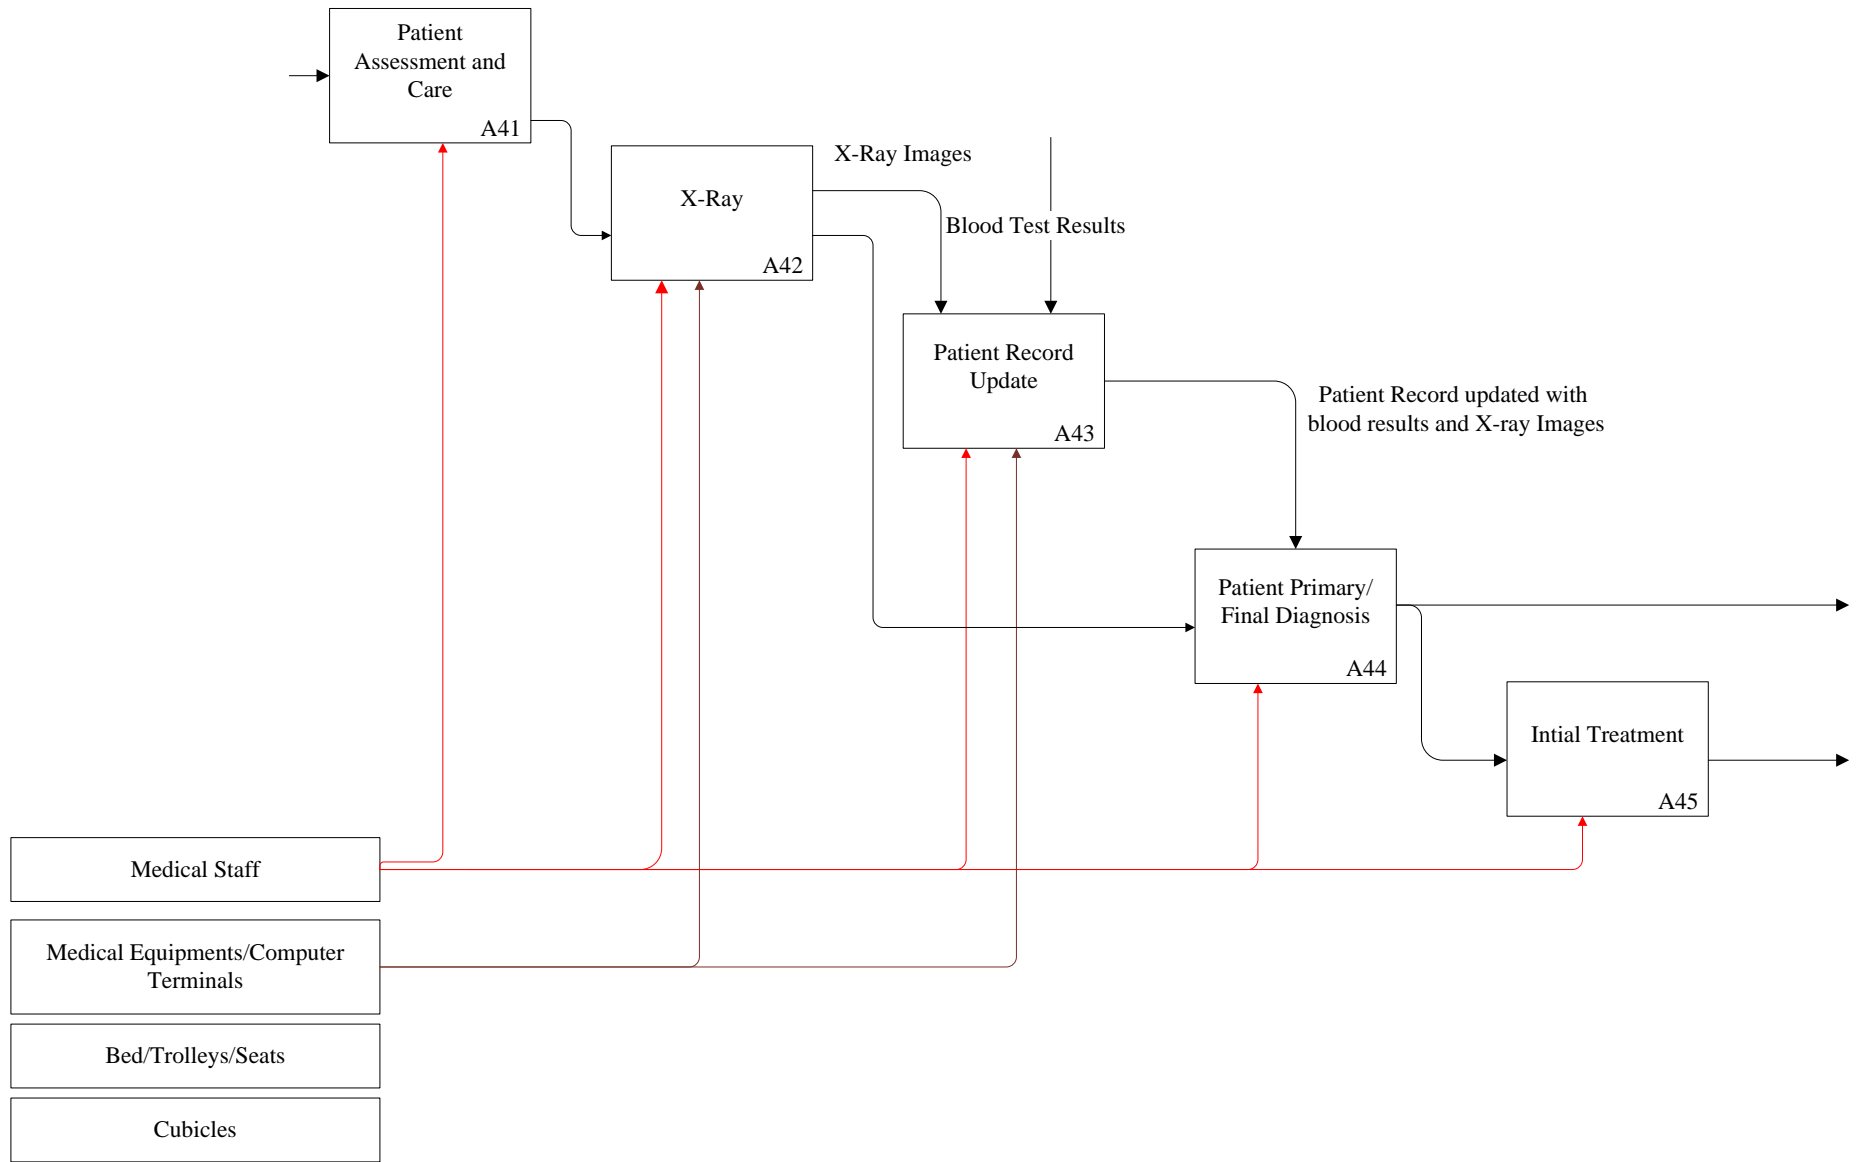 Patient
Assessment and
Care
A41
X-Ray
A42
X-Ray Images
Blood Test Results
Patient Record
Update
A43
Patient Record updated with
blood results and X-ray Images
Patient Primary/
Final Diagnosis
A44
Intial Treatment
A45
Medical Staff
Medical Equipments/Computer
Terminals
Bed/Trolleys/Seats
Cubicles